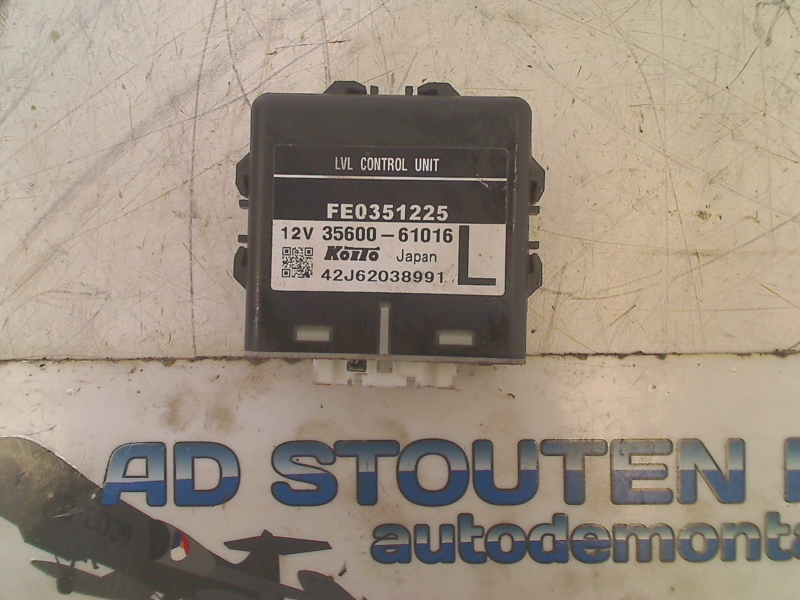 LVL CONTROL UNIT
FE0351225
12V 35600-61016
KOITO Japan L
42J62038991
AD STOUTEN
autodemonta